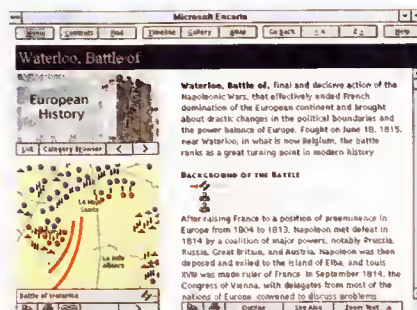 Microsoft Encarta
Menu Contents Find Timeline Gallery Atlas Go Back Help
Waterloo, Battle of
European
History
List Category Browser < >
La Haye
Sainte
La Belle
Alliance
Battle of Waterloo
Waterloo, Battle of, final and decisive action of the
Napoleonic Wars, that effectively ended French
domination of the European continent and brought
about drastic changes in the political boundaries and
the power balance of Europe. Fought on June 18, 1815,
near Waterloo, in what is now Belgium, the battle
ranks as a great turning point in modern history
BACKGROUND OF THE BATTLE
After raising France to a position of preeminence in
Europe from 1804 to 1813, Napoleon met defeat in
1814 by a coalition of major powers, notably Prussia,
Russia, Great Britain, and Austria. Napoleon was then
deposed and exiled to the island of Elba, and Louis
XVIII was made ruler of France. In September 1814, the
Congress of Vienna, with delegates from most of the
nations of Europe, convened to discuss problems
Outline See Also Zoom Text